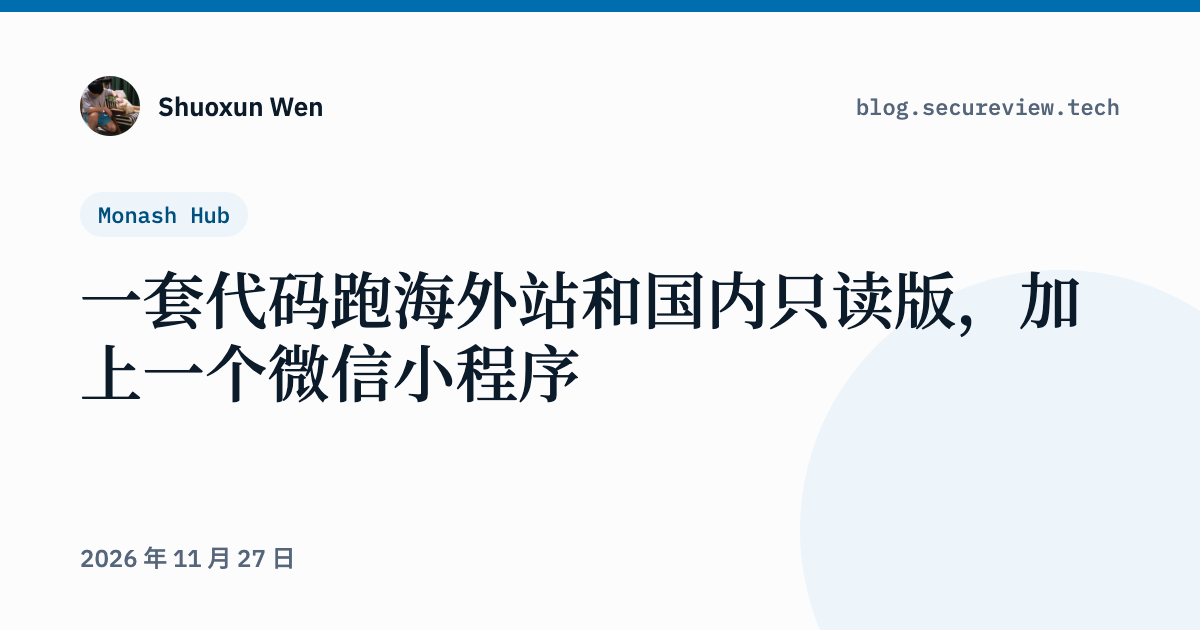 Shuoxun Wen
blog.secureview.tech
Monash Hub
一套代码跑海外站和国内只读版，加
上一个微信小程序
2026 年 11 月 27 日